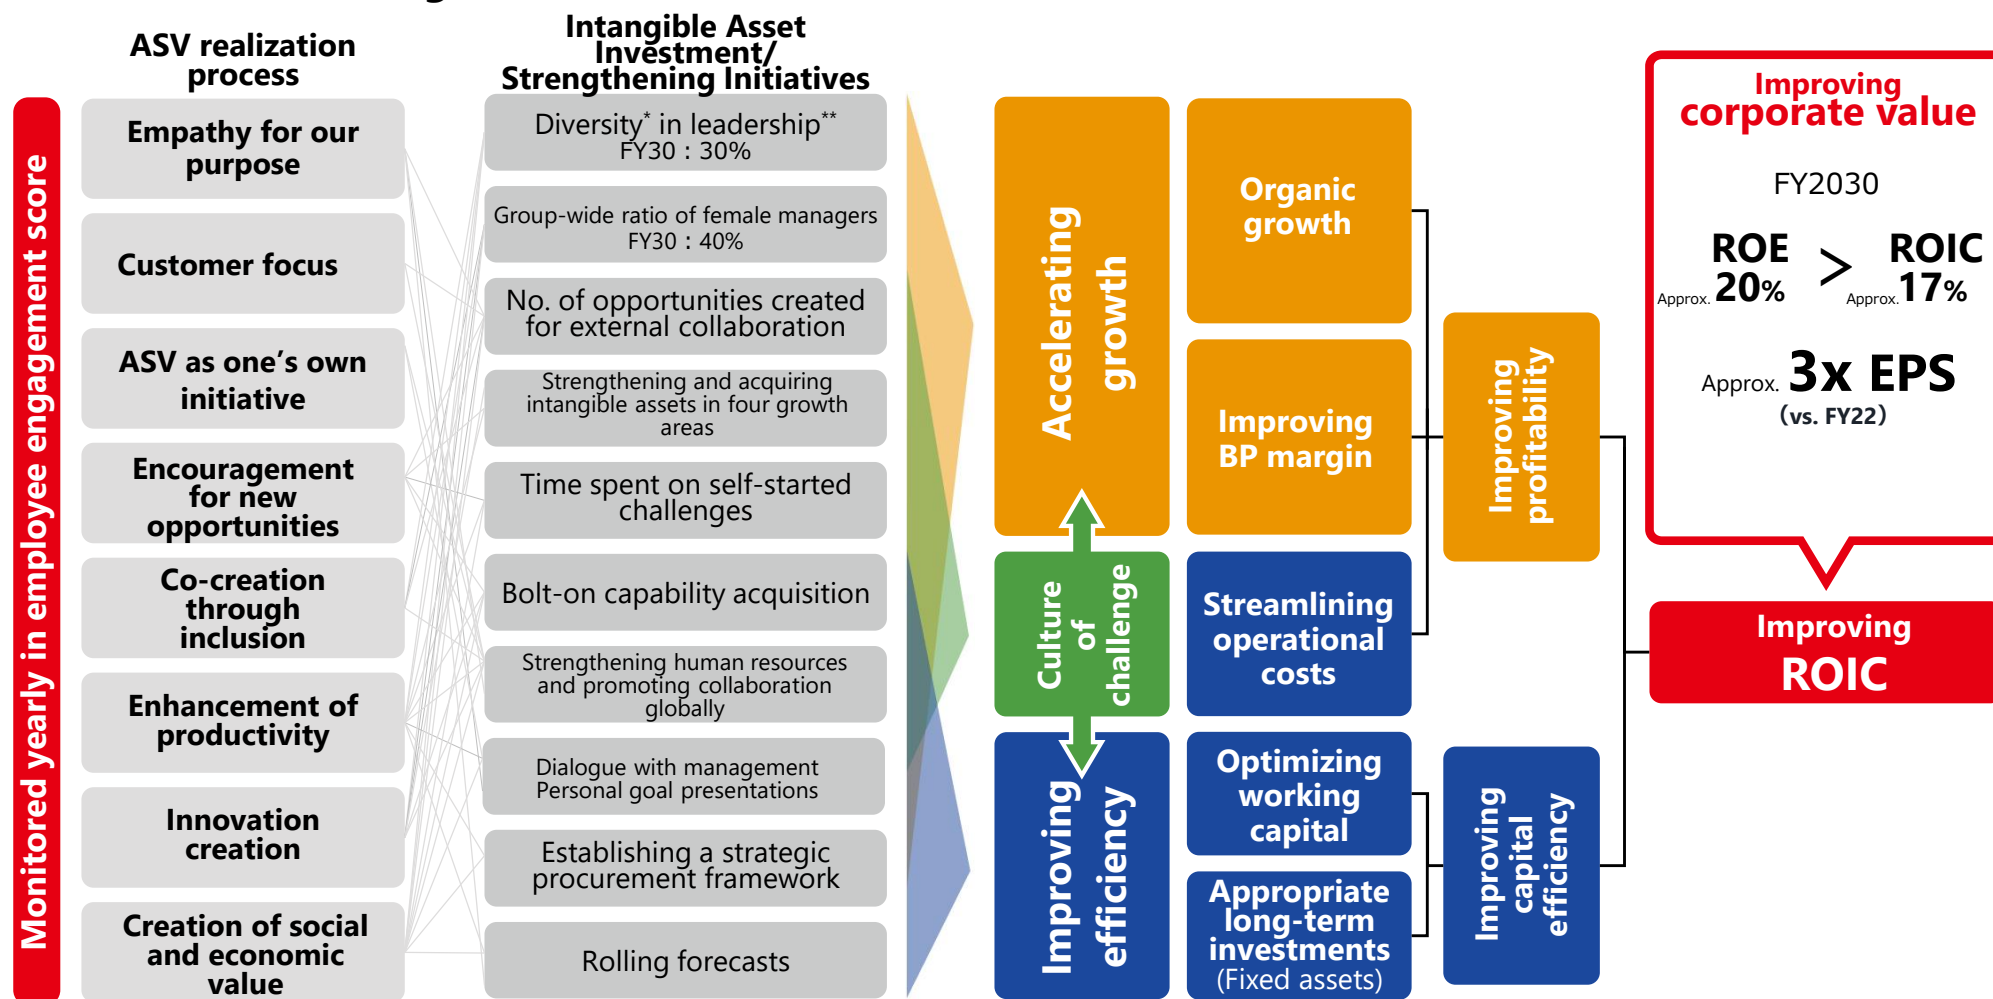 ASV realization
process
Intangible Asset
Investment/
Strengthening Initiatives
Monitored yearly in employee engagement score
Empathy for our
purpose
Customer focus
ASV as one’s own
initiative
Encouragement
for new
opportunities
Co-creation
through
inclusion
Enhancement of
productivity
Innovation
creation
Creation of social
and economic
value
Diversity* in leadership**
FY30：30%
Group-wide ratio of female managers
FY30：40%
No. of opportunities created
for external collaboration
Strengthening and acquiring
intangible assets in four growth
areas
Time spent on self-started
challenges
Bolt-on capability acquisition
Strengthening human resources
and promoting collaboration
globally
Dialogue with management
Personal goal presentations
Establishing a strategic
procurement framework
Rolling forecasts
Accelerating
growth
Culture
of
challenge
Improving
efficiency
Organic
growth
Improving
BP margin
Streamlining
operational
costs
Optimizing
working
capital
Appropriate
long-term
investments
(Fixed assets)
Improving
profitability
Improving
capital
efficiency
Improving
corporate value
FY2030
ROE > ROIC
Approx. 20% Approx. 17%
Approx. 3x EPS
(vs. FY22)
Improving
ROIC